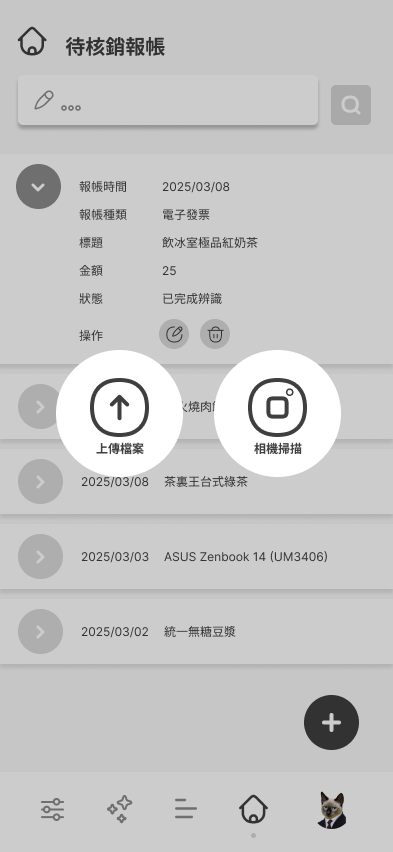 待核銷報帳
報帳時間 2025/03/08
報帳種類 電子發票
標題 飲冰室極品紅奶茶
金額 25
狀態 已完成辨識
操作
火燒肉
上傳檔案 相機掃描
2025/03/08 茶裏王台式綠茶
2025/03/03 ASUS Zenbook 14 (UM3406)
2025/03/02 統一無糖豆漿